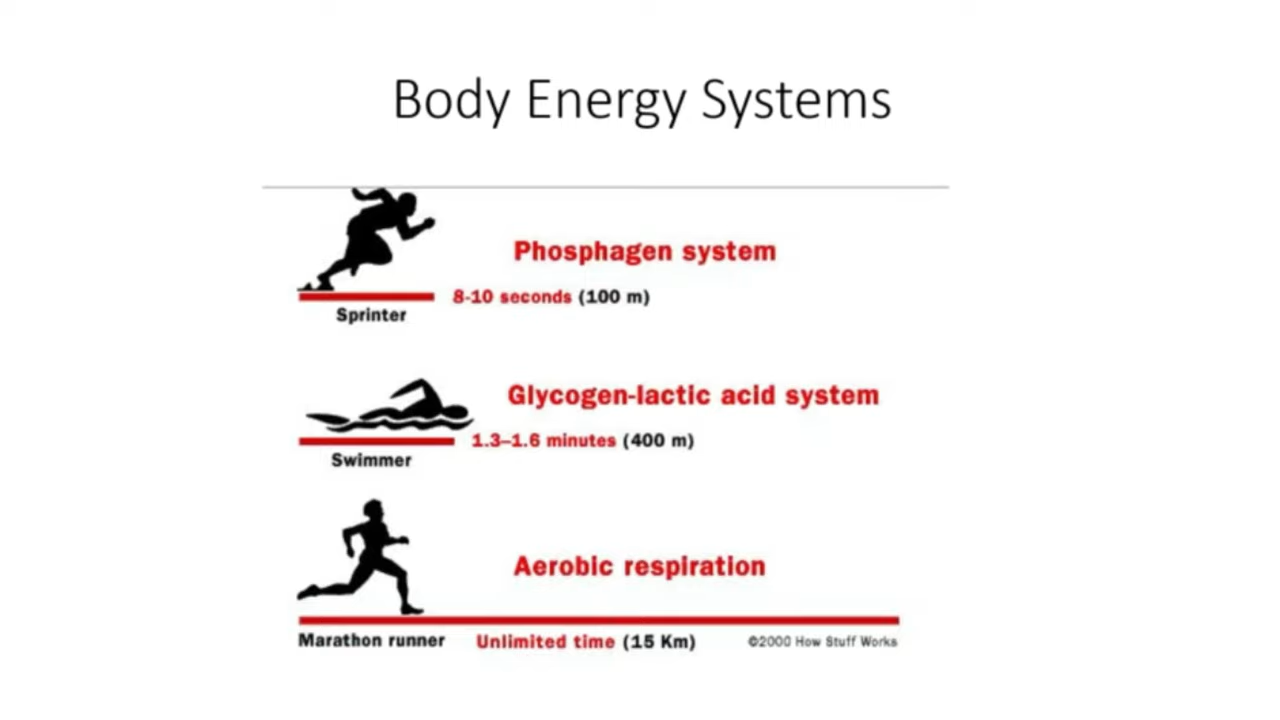 Body Energy Systems
Phosphagen system
8-10 seconds (100 m)
Sprinter
Glycogen-lactic acid system
1.3–1.6 minutes (400 m)
Swimmer
Aerobic respiration
Marathon runner Unlimited time (15 Km) ©2000 How Stuff Works